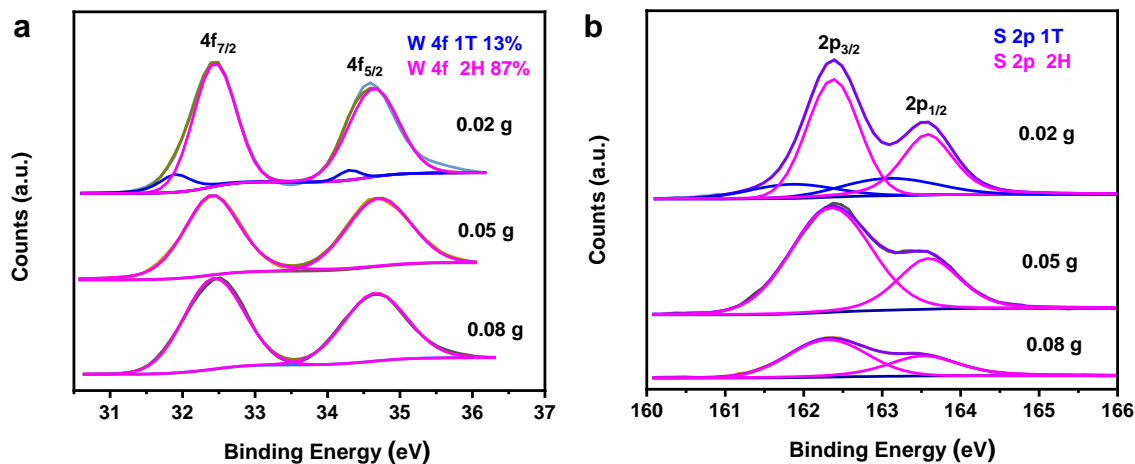 a
W 4f 1T 13%
W 4f 2H 87%
4f7/2
4f5/2
0.02 g
0.05 g
0.08 g
Counts (a.u.)
31 32 33 34 35 36 37
Binding Energy (eV)
b
S 2p 1T
S 2p 2H
2p3/2
2p1/2
0.02 g
0.05 g
0.08 g
Counts (a.u.)
160 161 162 163 164 165 166
Binding Energy (eV)